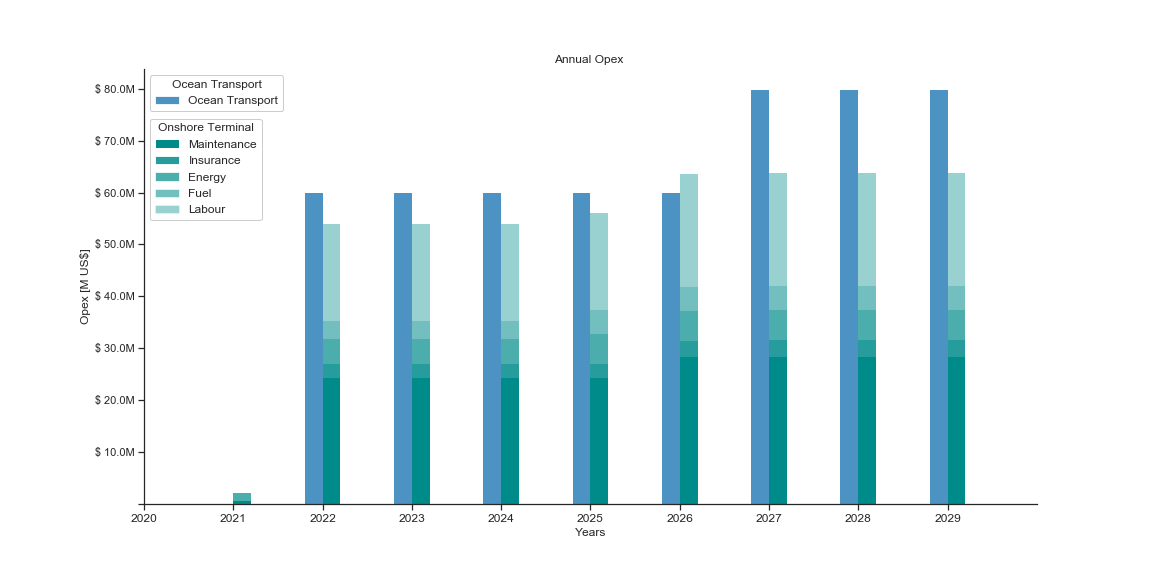 Annual Opex
Ocean Transport
Ocean Transport
Onshore Terminal
Maintenance
Insurance
Energy
Fuel
Labour
$ 80.0M
$ 70.0M
$ 60.0M
$ 50.0M
$ 40.0M
$ 30.0M
$ 20.0M
$ 10.0M
Opex [M US$]
2020 2021 2022 2023 2024 2025 2026 2027 2028 2029
Years